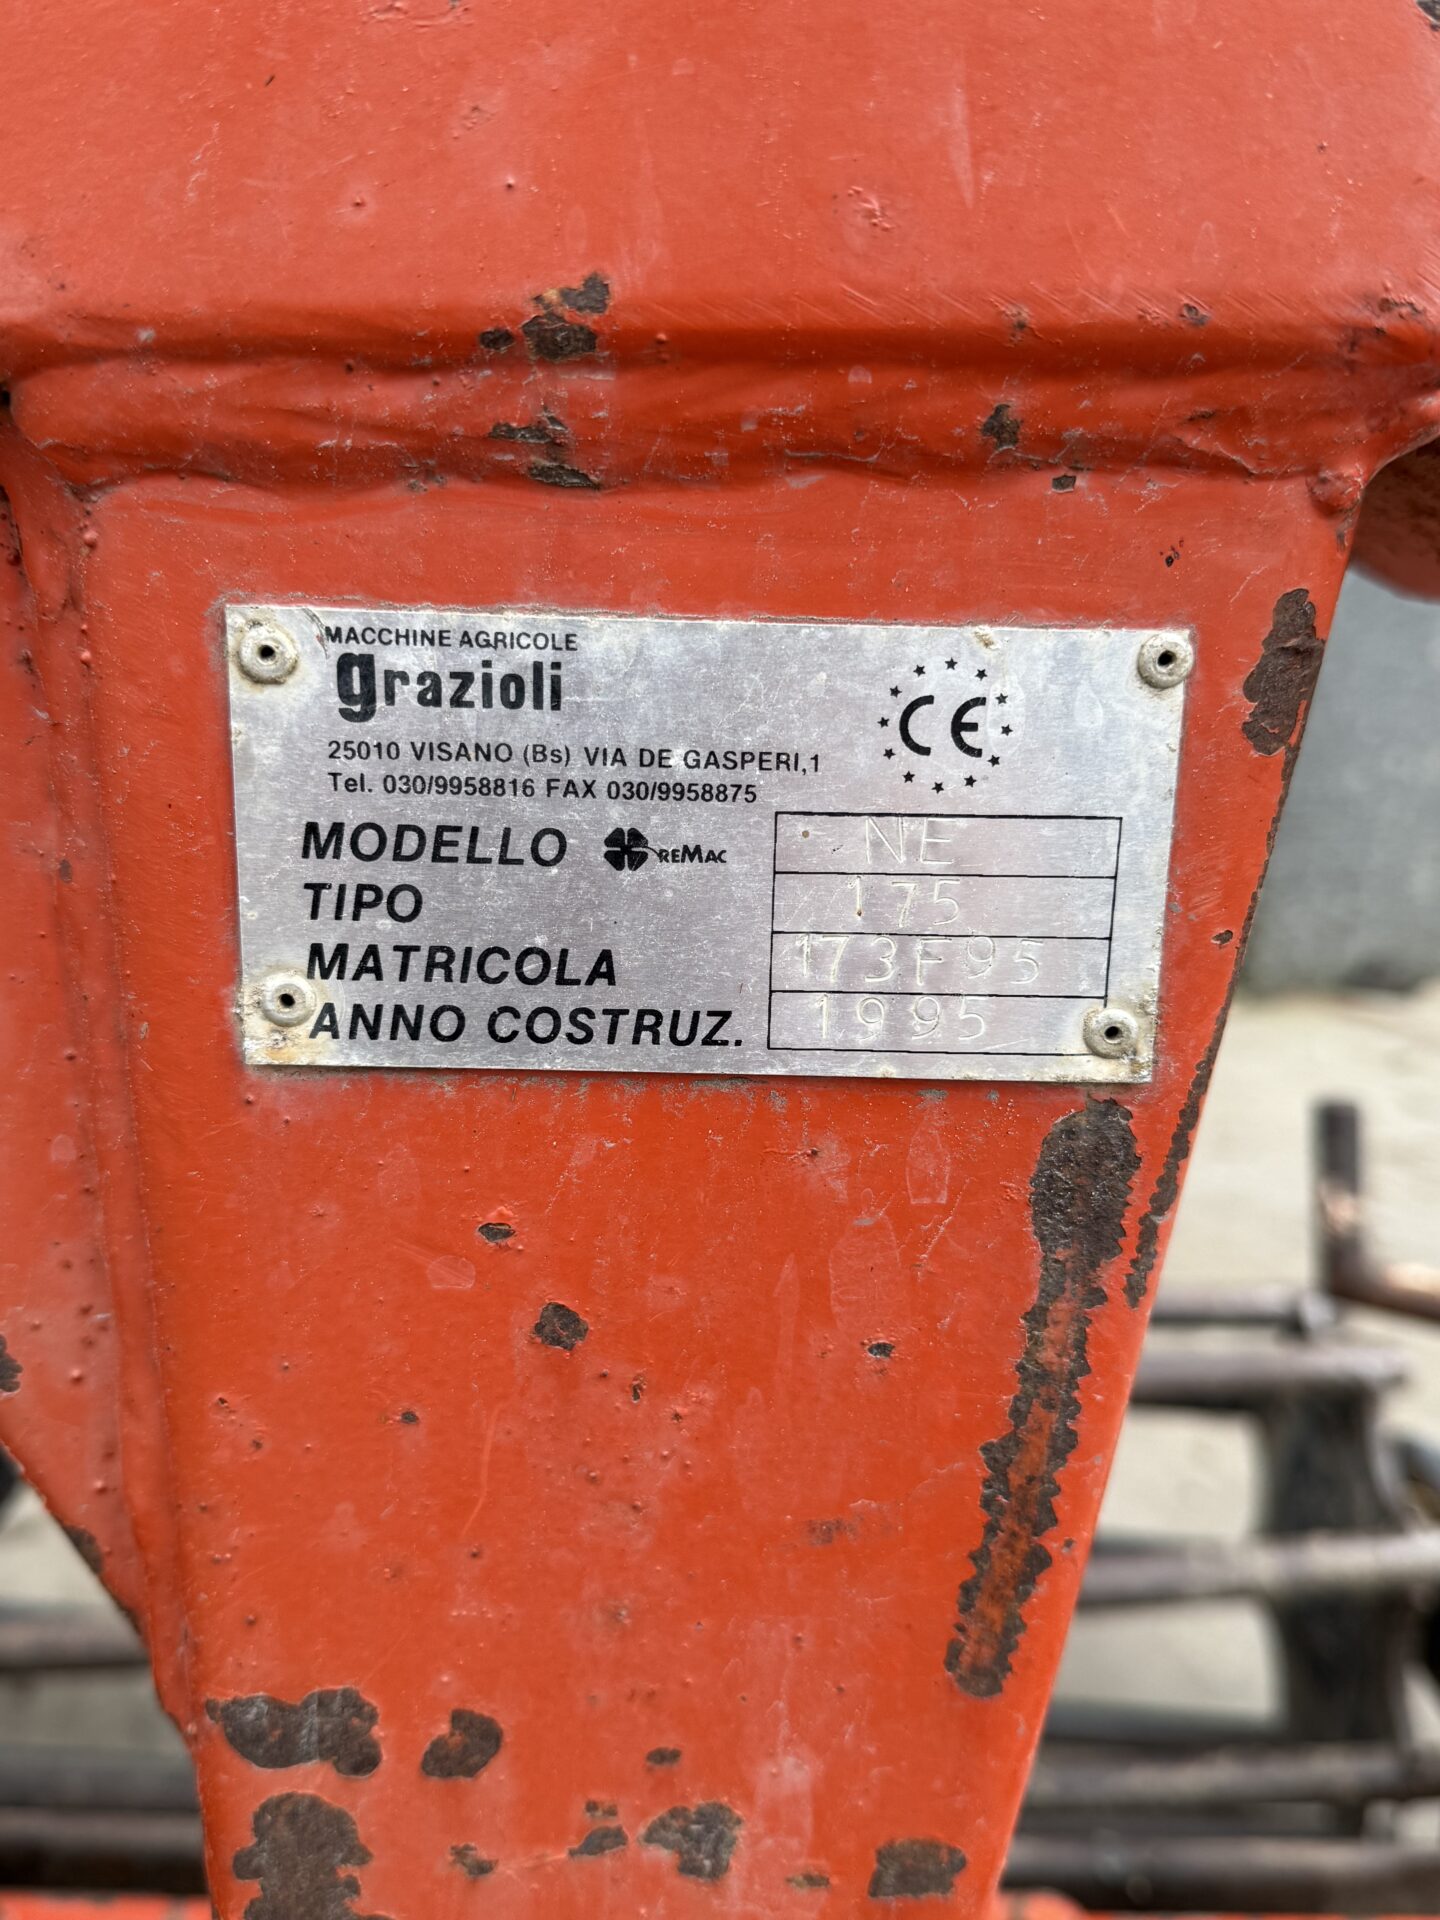 MACCHINE AGRICOLE
grazioli
CE
25010 VISANO (Bs) VIA DE GASPERI,1
Tel. 030/9958816 FAX 030/9958875
MODELLO REMAC NE
TIPO 175
MATRICOLA 173F95
ANNO COSTRUZ. 1995